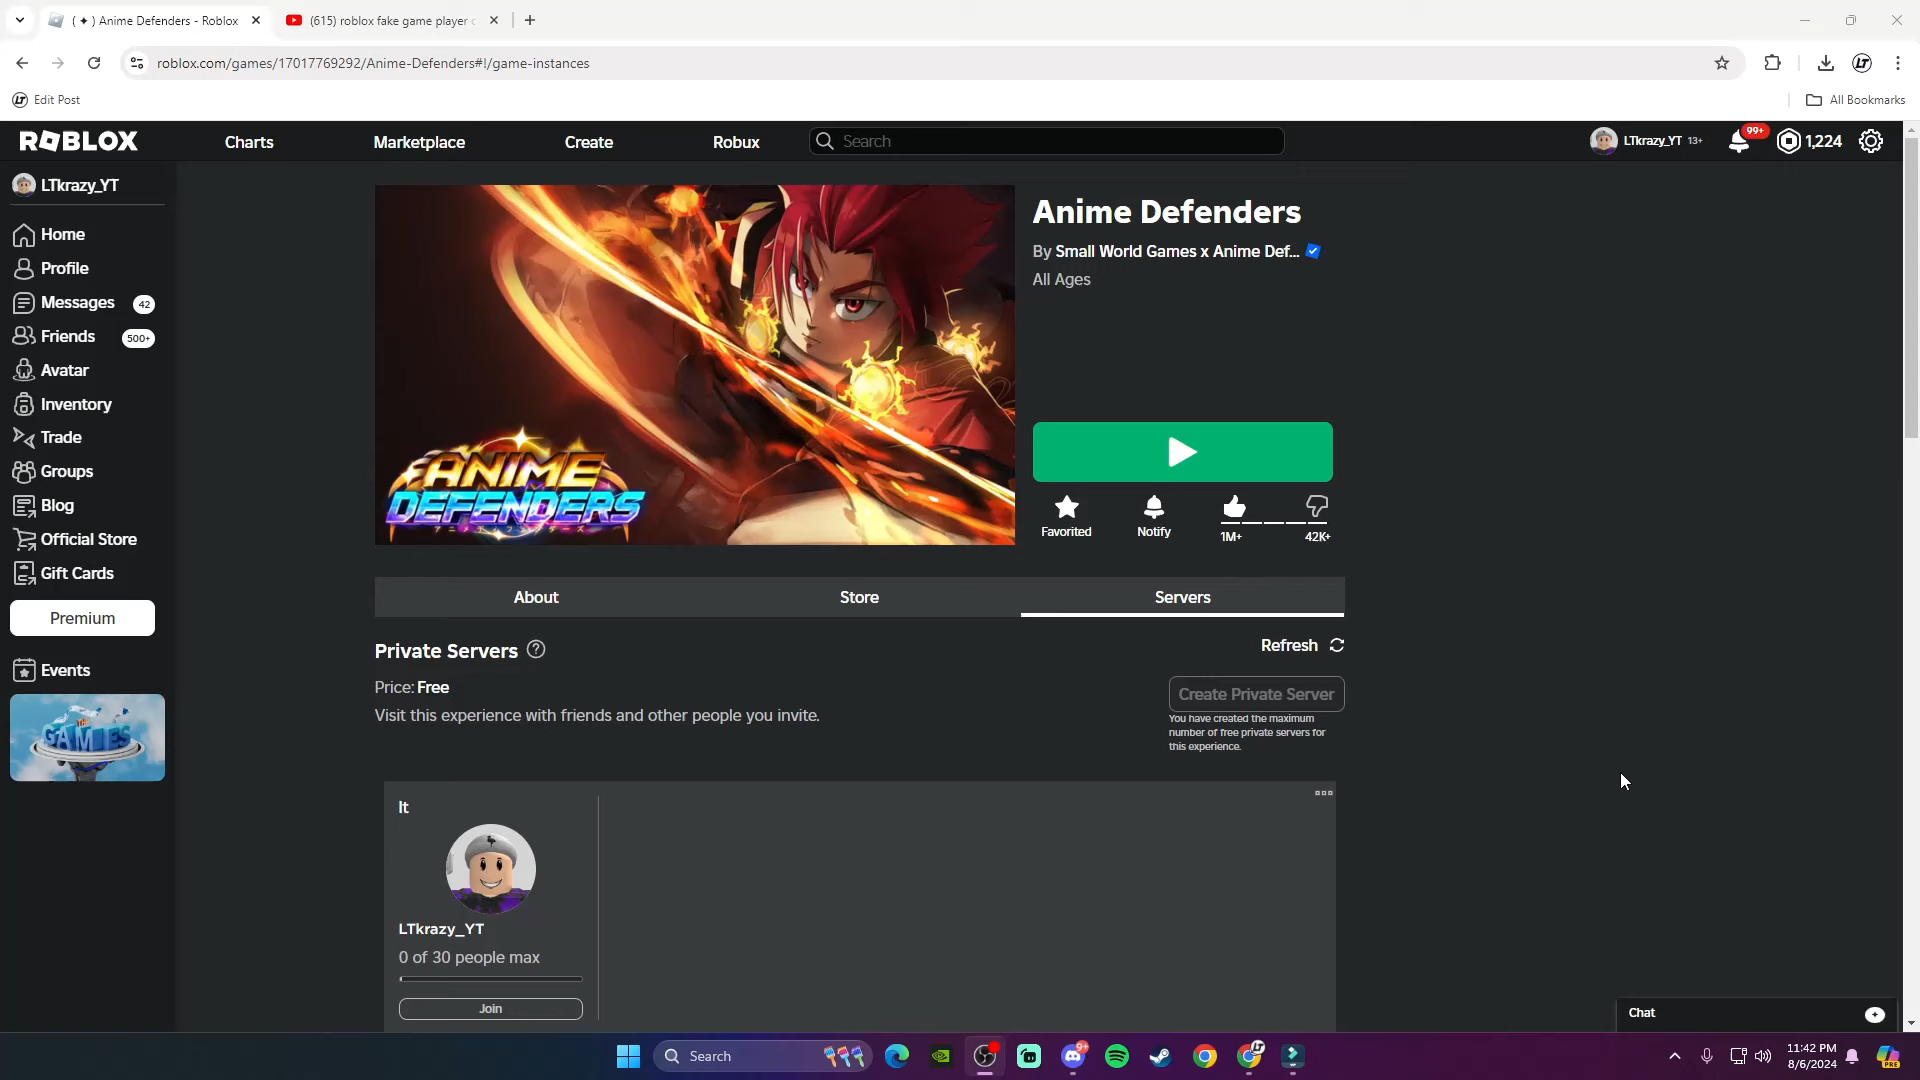 ( ✦ ) Anime Defenders - Roblox
(615) roblox fake game player c
roblox.com/games/17017769292/Anime-Defenders#!/game-instances
Edit Post
All Bookmarks
ROBLOX
Charts
Marketplace
Create
Robux
Search
LTkrazy_YT 13+
99+
1,224
LTkrazy_YT
Home
Profile
Messages 42
Friends 500+
Avatar
Inventory
Trade
Groups
Blog
Official Store
Gift Cards
Premium
Events
THE GAMES
ANIME
DEFENDERS
Anime Defenders
By Small World Games x Anime Def...
All Ages
Favorited
Notify
1M+
42K+
About
Store
Servers
Private Servers
Refresh
Price: Free
Visit this experience with friends and other people you invite.
Create Private Server
You have created the maximum
number of free private servers for
this experience.
lt
LTkrazy_YT
0 of 30 people max
Join
Chat
Search
9+
11:42 PM
8/6/2024
PRE